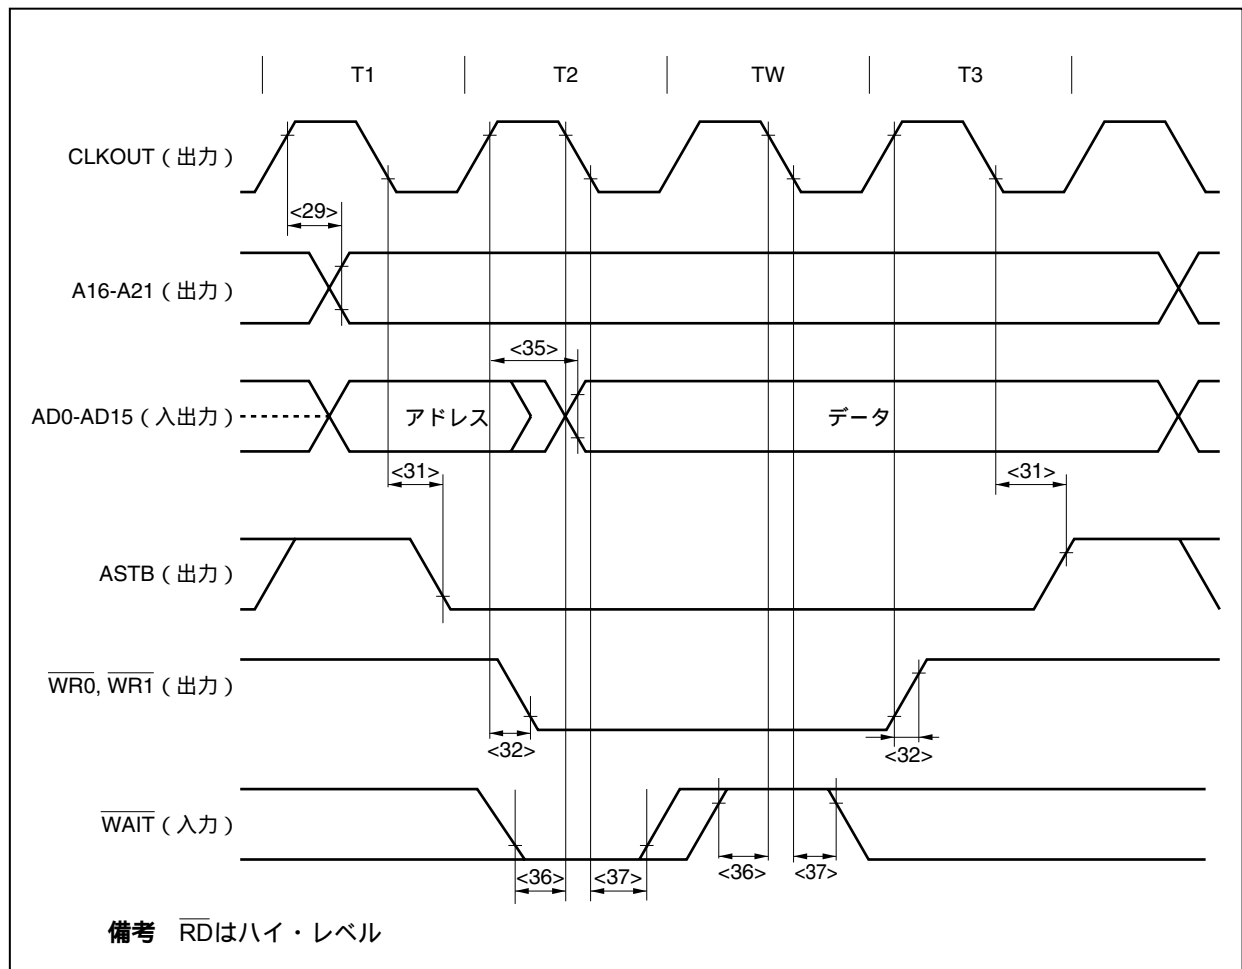 T1 T2 TW T3
CLKOUT（出力）
<29>
A16-A21（出力）
<35>
AD0-AD15（入出力） アドレス データ
<31> <31>
ASTB（出力）
WR0, WR1（出力）
<32> <32>
WAIT（入力）
<36> <37> <36> <37>
備考 RDはハイ・レベル